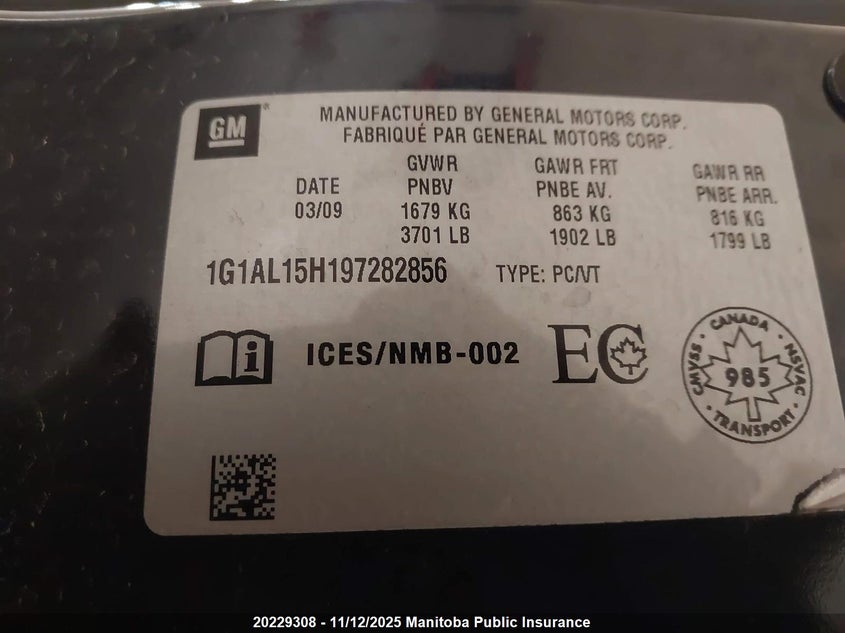 GM®
MANUFACTURED BY GENERAL MOTORS CORP.
FABRIQUÉ PAR GENERAL MOTORS CORP.
DATE
03/09
GVWR
PNBV
1679 KG
3701 LB
GAWR FRT
PNBE AV.
863 KG
1902 LB
GAWR RR
PNBE ARR.
816 KG
1799 LB
1G1AL15H197282856 TYPE: PC/VT
i ICES/NMB-002 EC
CANADA
CMVSS · NSVAC
985
TRANSPORT
20229308 - 11/12/2025 Manitoba Public Insurance